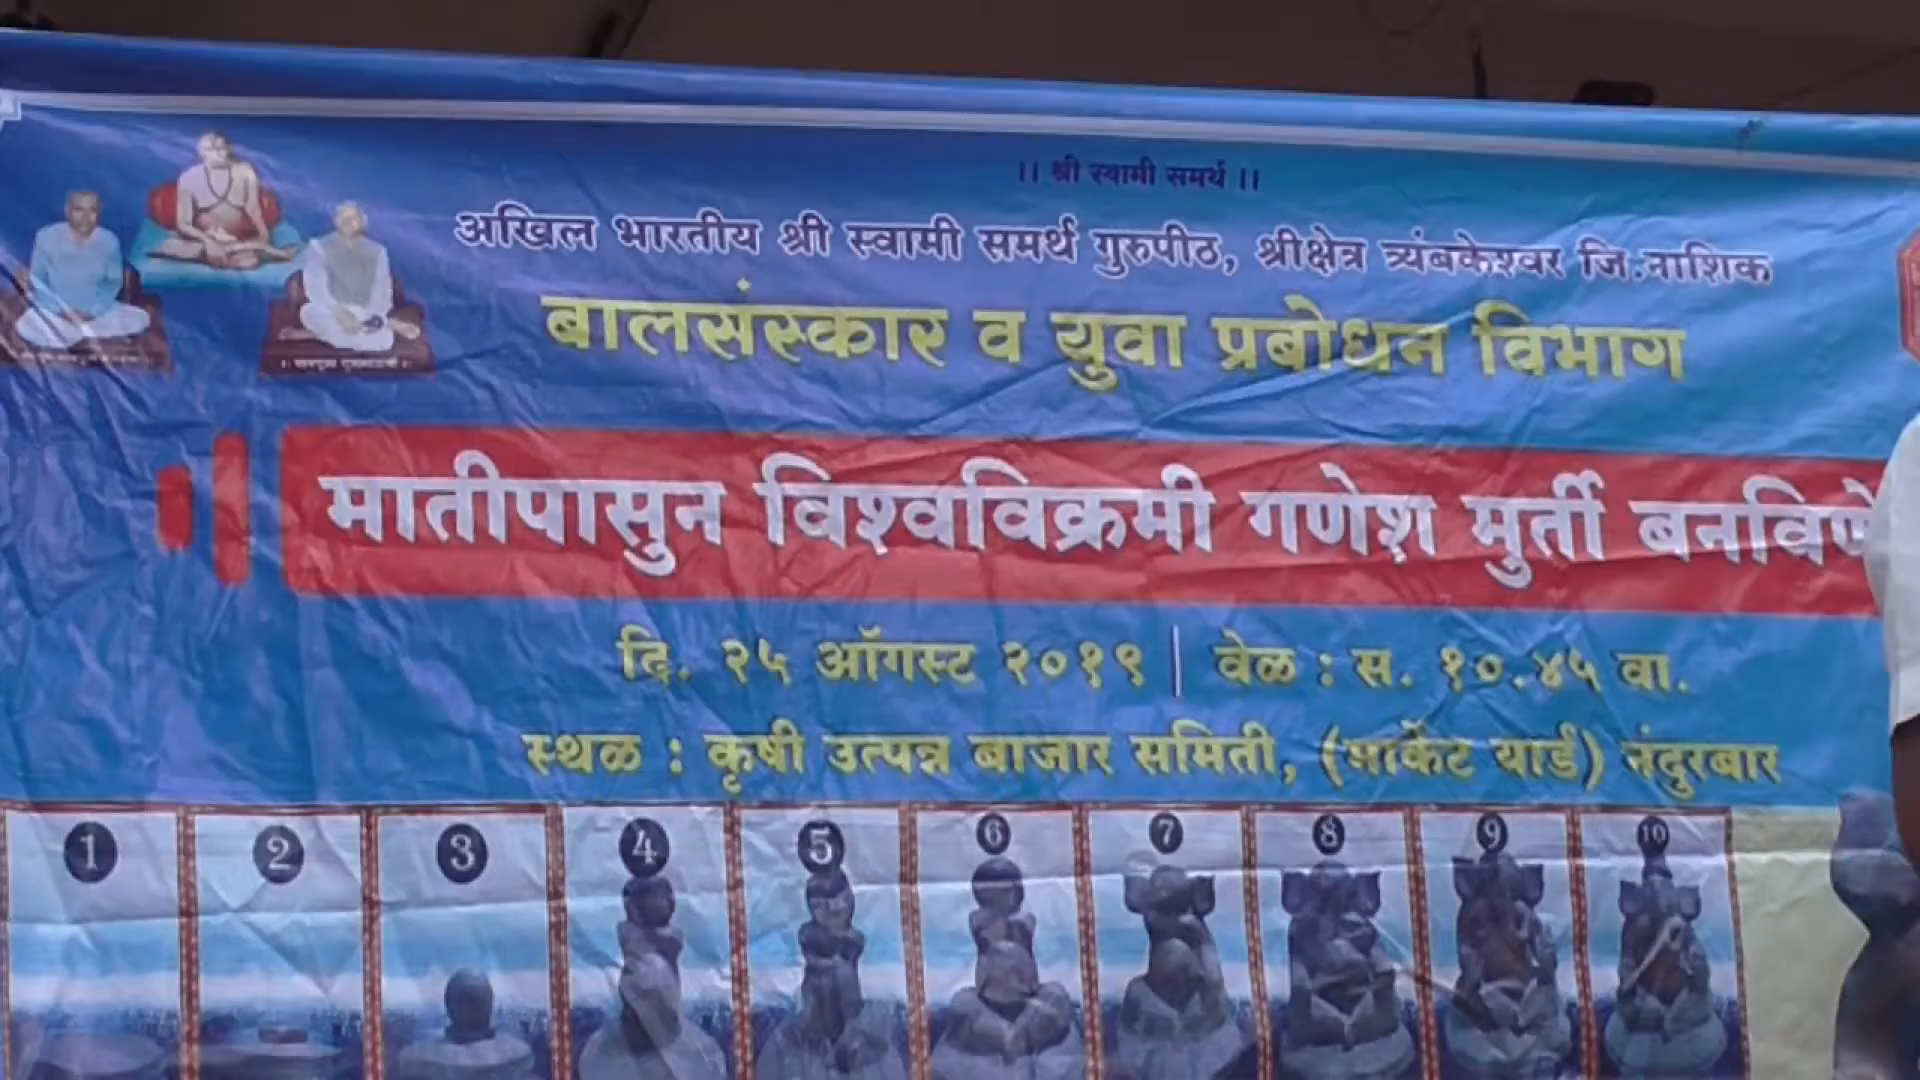 ।। श्री स्वामी समर्थ ।।
अखिल भारतीय श्री स्वामी समर्थ गुरुपीठ, श्रीक्षेत्र त्र्यंबकेश्वर जि.नाशिक
बालसंस्कार व युवा प्रबोधन विभाग
मातीपासुन विश्वविक्रमी गणेश मुर्ती बनविणे
दि. २५ ऑगस्ट २०१९ | वेळ : स. १०.४५ वा.
स्थळ : कृषी उत्पन्न बाजार समिती, (मार्केट यार्ड) नंदुरबार
1 2 3 4 5 6 7 8 9 10